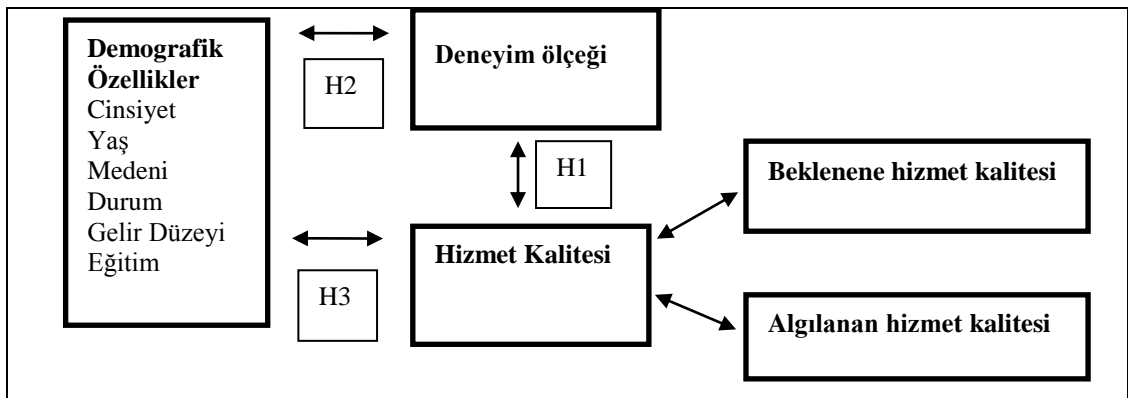 Demografik
Özellikler
Cinsiyet
Yaş
Medeni
Durum
Gelir Düzeyi
Eğitim
H2
Deneyim ölçeği
H1
H3
Hizmet Kalitesi
Beklenene hizmet kalitesi
Algılanan hizmet kalitesi